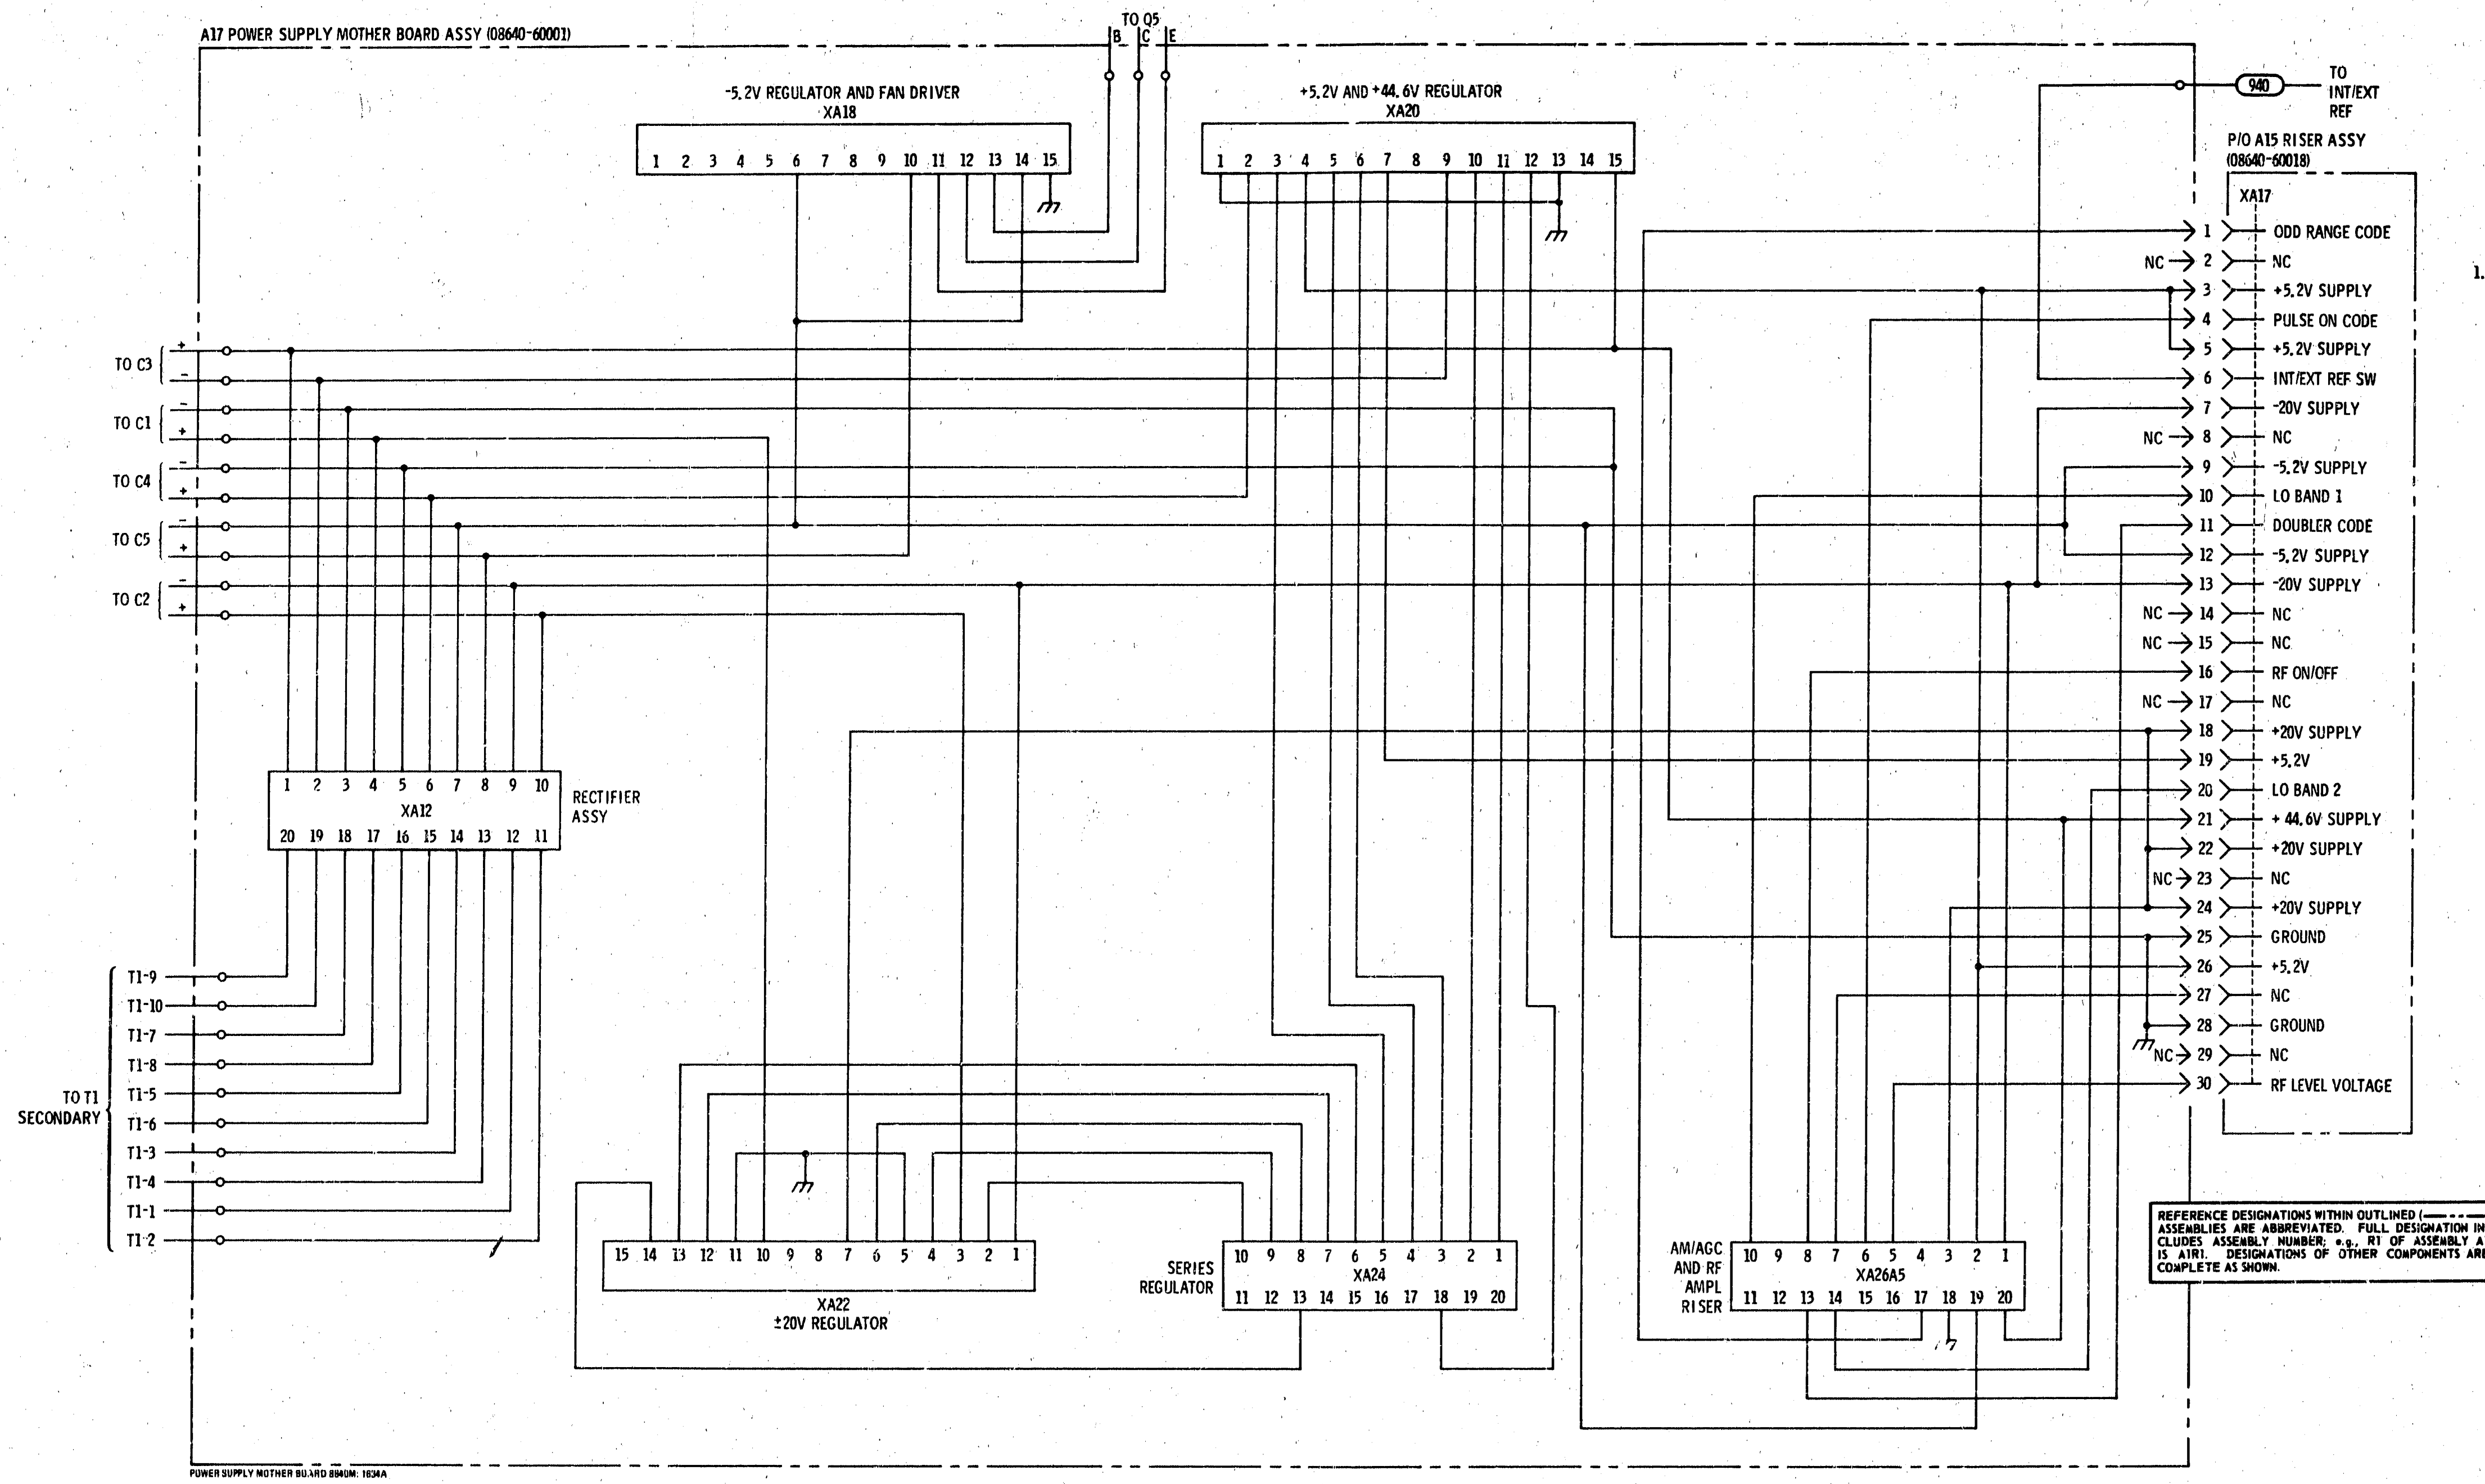 TO Q5
A17 POWER SUPPLY MOTHER BOARD ASSY (08640-60001)
B C E
-5.2V REGULATOR AND FAN DRIVER
XA18
1 2 3 4 5 6 7 8 9 10 11 12 13 14 15
+5.2V AND +44.6V REGULATOR
XA20
1 2 3 4 5 6 7 8 9 10 11 12 13 14 15
940
TO
INT/EXT
REF
P/O A15 RISER ASSY
(08640-60018)
XA17
1 ODD RANGE CODE
NC 2 NC
3 +5.2V SUPPLY
4 PULSE ON CODE
5 +5.2V SUPPLY
6 INT/EXT REF SW
7 -20V SUPPLY
NC 8 NC
9 -5.2V SUPPLY
10 LO BAND 1
11 DOUBLER CODE
12 -5.2V SUPPLY
13 -20V SUPPLY
NC 14 NC
NC 15 NC
16 RF ON/OFF
NC 17 NC
18 +20V SUPPLY
19 +5.2V
20 LO BAND 2
21 + 44.6V SUPPLY
22 +20V SUPPLY
NC 23 NC
24 +20V SUPPLY
25 GROUND
26 +5.2V
27 NC
28 GROUND
NC 29 NC
30 RF LEVEL VOLTAGE
1.
TO C3 + -
TO C1 - +
TO C4 - +
TO C5 - +
TO C2 - +
1 2 3 4 5 6 7 8 9 10
XA12
20 19 18 17 16 15 14 13 12 11
RECTIFIER
ASSY
TO T1
SECONDARY
T1-9
T1-10
T1-7
T1-8
T1-5
T1-6
T1-3
T1-4
T1-1
T1-2
15 14 13 12 11 10 9 8 7 6 5 4 3 2 1
XA22
±20V REGULATOR
SERIES
REGULATOR
10 9 8 7 6 5 4 3 2 1
XA24
11 12 13 14 15 16 17 18 19 20
AM/AGC
AND RF
AMPL
RISER
10 9 8 7 6 5 4 3 2 1
XA26A5
11 12 13 14 15 16 17 18 19 20
REFERENCE DESIGNATIONS WITHIN OUTLINED (
ASSEMBLIES ARE ABBREVIATED. FULL DESIGNATION IN
CLUDES ASSEMBLY NUMBER; e.g., R1 OF ASSEMBLY A
IS A1R1. DESIGNATIONS OF OTHER COMPONENTS ARE
COMPLETE AS SHOWN.
POWER SUPPLY MOTHER BOARD 8640M: 1634A